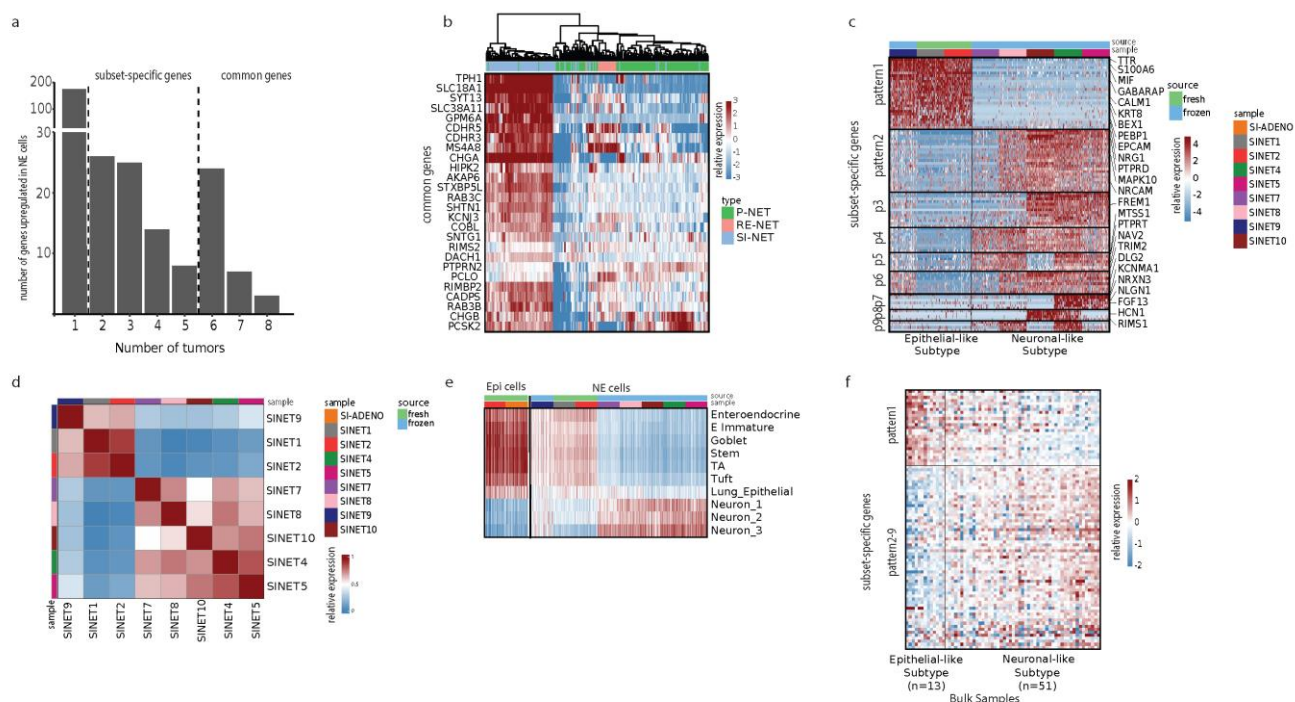 a
subset-specific genes
common genes
number of genes upregulated in NE cells
200
100
30
20
10
1 2 3 4 5 6 7 8
Number of tumors
b
TPH1
SLC18A1
SYT13
SLC38A11
GPM6A
CDHR5
CDHR3
MS4A8
CHGA
HIPK2
AKAP6
STXBP5L
RAB3C
SHTN1
KCNJ3
COBL
SNTG1
RIMS2
DACH1
PTPRN2
PCLO
RIMBP2
CADPS
RAB3B
CHGB
PCSK2
common genes
relative expression
3
2
1
0
-1
-2
-3
type
P-NET
RE-NET
SI-NET
c
source
sample
subset-specific genes
pattern1
pattern2
p3
p4
p5
p6
p9p8p7
TTR
S100A6
MIF
GABARAP
CALM1
KRT8
BEX1
PEBP1
EPCAM
NRG1
PTPRD
MAPK10
NRCAM
FREM1
MTSS1
PTPRT
NAV2
TRIM2
DLG2
KCNMA1
NRXN3
NLGN1
FGF13
HCN1
RIMS1
Epithelial-like
Subtype
Neuronal-like
Subtype
source
fresh
frozen
relative expression
4
2
0
-2
-4
sample
SI-ADENO
SINET1
SINET2
SINET4
SINET5
SINET7
SINET8
SINET9
SINET10
d
sample
SINET9
SINET1
SINET2
SINET7
SINET8
SINET10
SINET4
SINET5
sample
SINET9
SINET1
SINET2
SINET7
SINET8
SINET10
SINET4
SINET5
sample
SI-ADENO
SINET1
SINET2
SINET4
SINET5
SINET7
SINET8
SINET9
SINET10
source
fresh
frozen
relative expression
1
0.5
0
e
Epi cells
NE cells
source
sample
Enteroendocrine
E Immature
Goblet
Stem
TA
Tuft
Lung_Epithelial
Neuron_1
Neuron_2
Neuron_3
f
subset-specific genes
pattern1
pattern2-9
relative expression
2
1
0
-1
-2
Epithelial-like
Subtype
(n=13)
Neuronal-like
Subtype
(n=51)
Bulk Samples